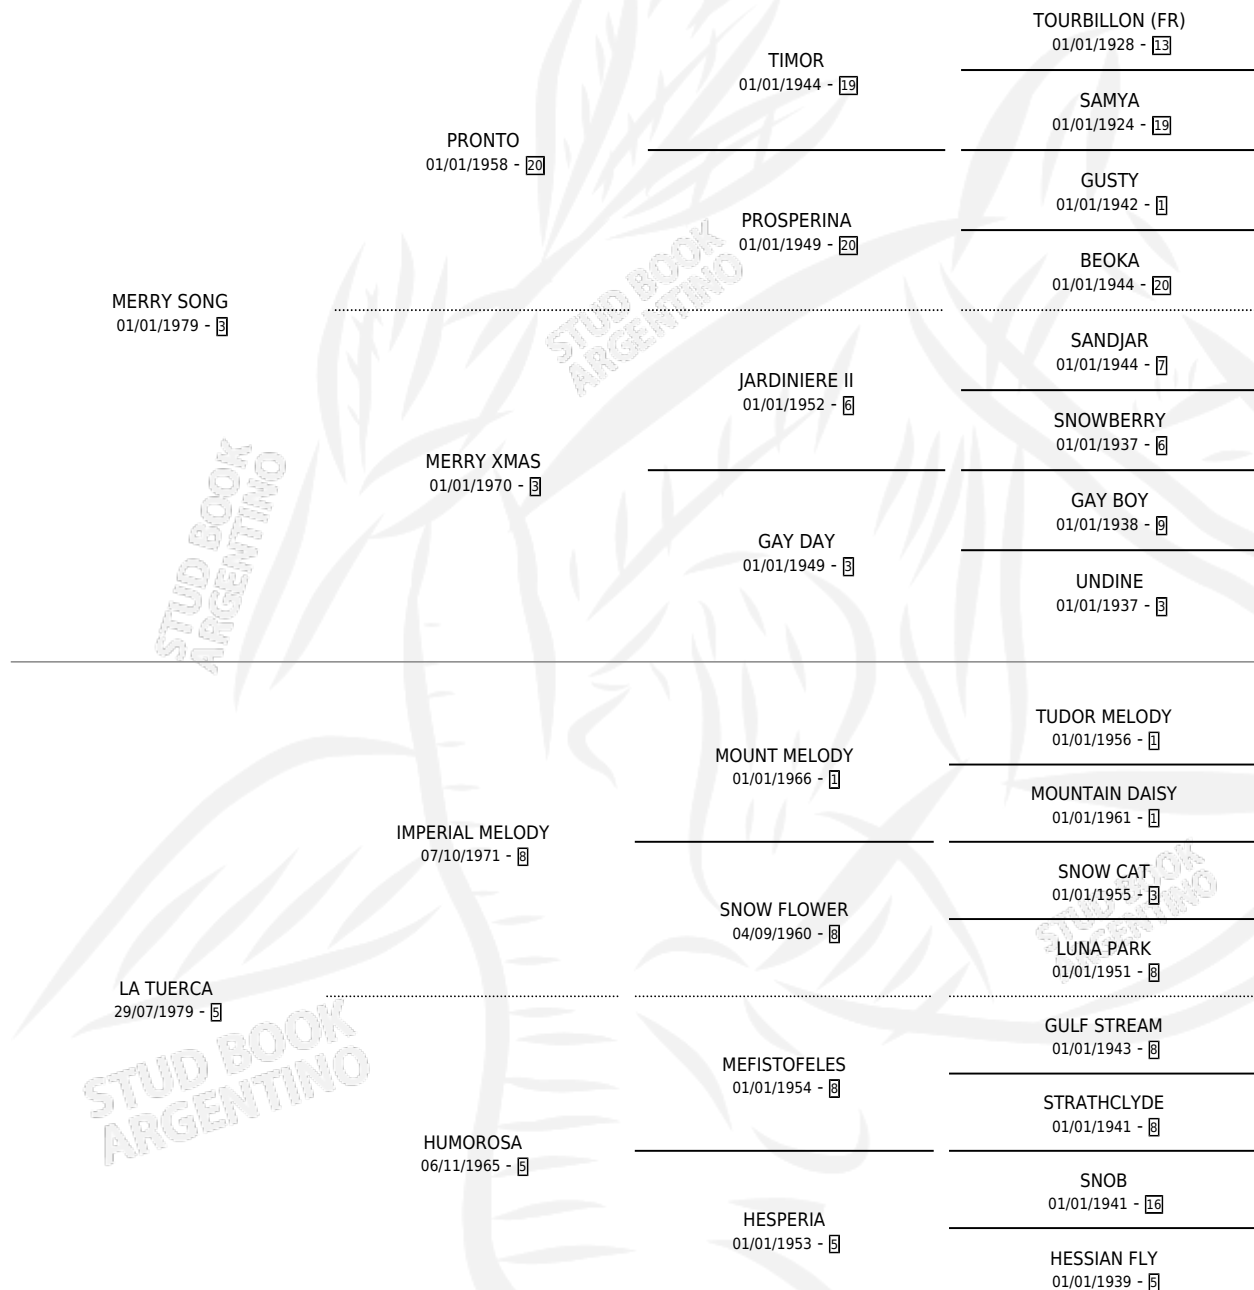 TOURBILLON (FR)
01/01/1928 - 13
TIMOR
01/01/1944 - 19
SAMYA
01/01/1924 - 19
PRONTO
01/01/1958 - 20
GUSTY
01/01/1942 - 1
PROSPERINA
01/01/1949 - 20
BEOKA
01/01/1944 - 20
MERRY SONG
01/01/1979 - 3
SANDJAR
01/01/1944 - 7
JARDINIERE II
01/01/1952 - 6
SNOWBERRY
01/01/1937 - 6
MERRY XMAS
01/01/1970 - 3
GAY BOY
01/01/1938 - 9
GAY DAY
01/01/1949 - 3
UNDINE
01/01/1937 - 3
TUDOR MELODY
01/01/1956 - 1
MOUNT MELODY
01/01/1966 - 1
MOUNTAIN DAISY
01/01/1961 - 1
IMPERIAL MELODY
07/10/1971 - 8
SNOW CAT
01/01/1955 - 3
SNOW FLOWER
04/09/1960 - 8
LUNA PARK
01/01/1951 - 8
LA TUERCA
29/07/1979 - 5
GULF STREAM
01/01/1943 - 8
MEFISTOFELES
01/01/1954 - 8
STRATHCLYDE
01/01/1941 - 8
HUMOROSA
06/11/1965 - 5
SNOB
01/01/1941 - 16
HESPERIA
01/01/1953 - 5
HESSIAN FLY
01/01/1939 - 5
STUD BOOK
ARGENTINO
STUD BOOK
ARGENTINO
STUD BOOK
ARGENTINO
STUD BOOK
ARGENTINO